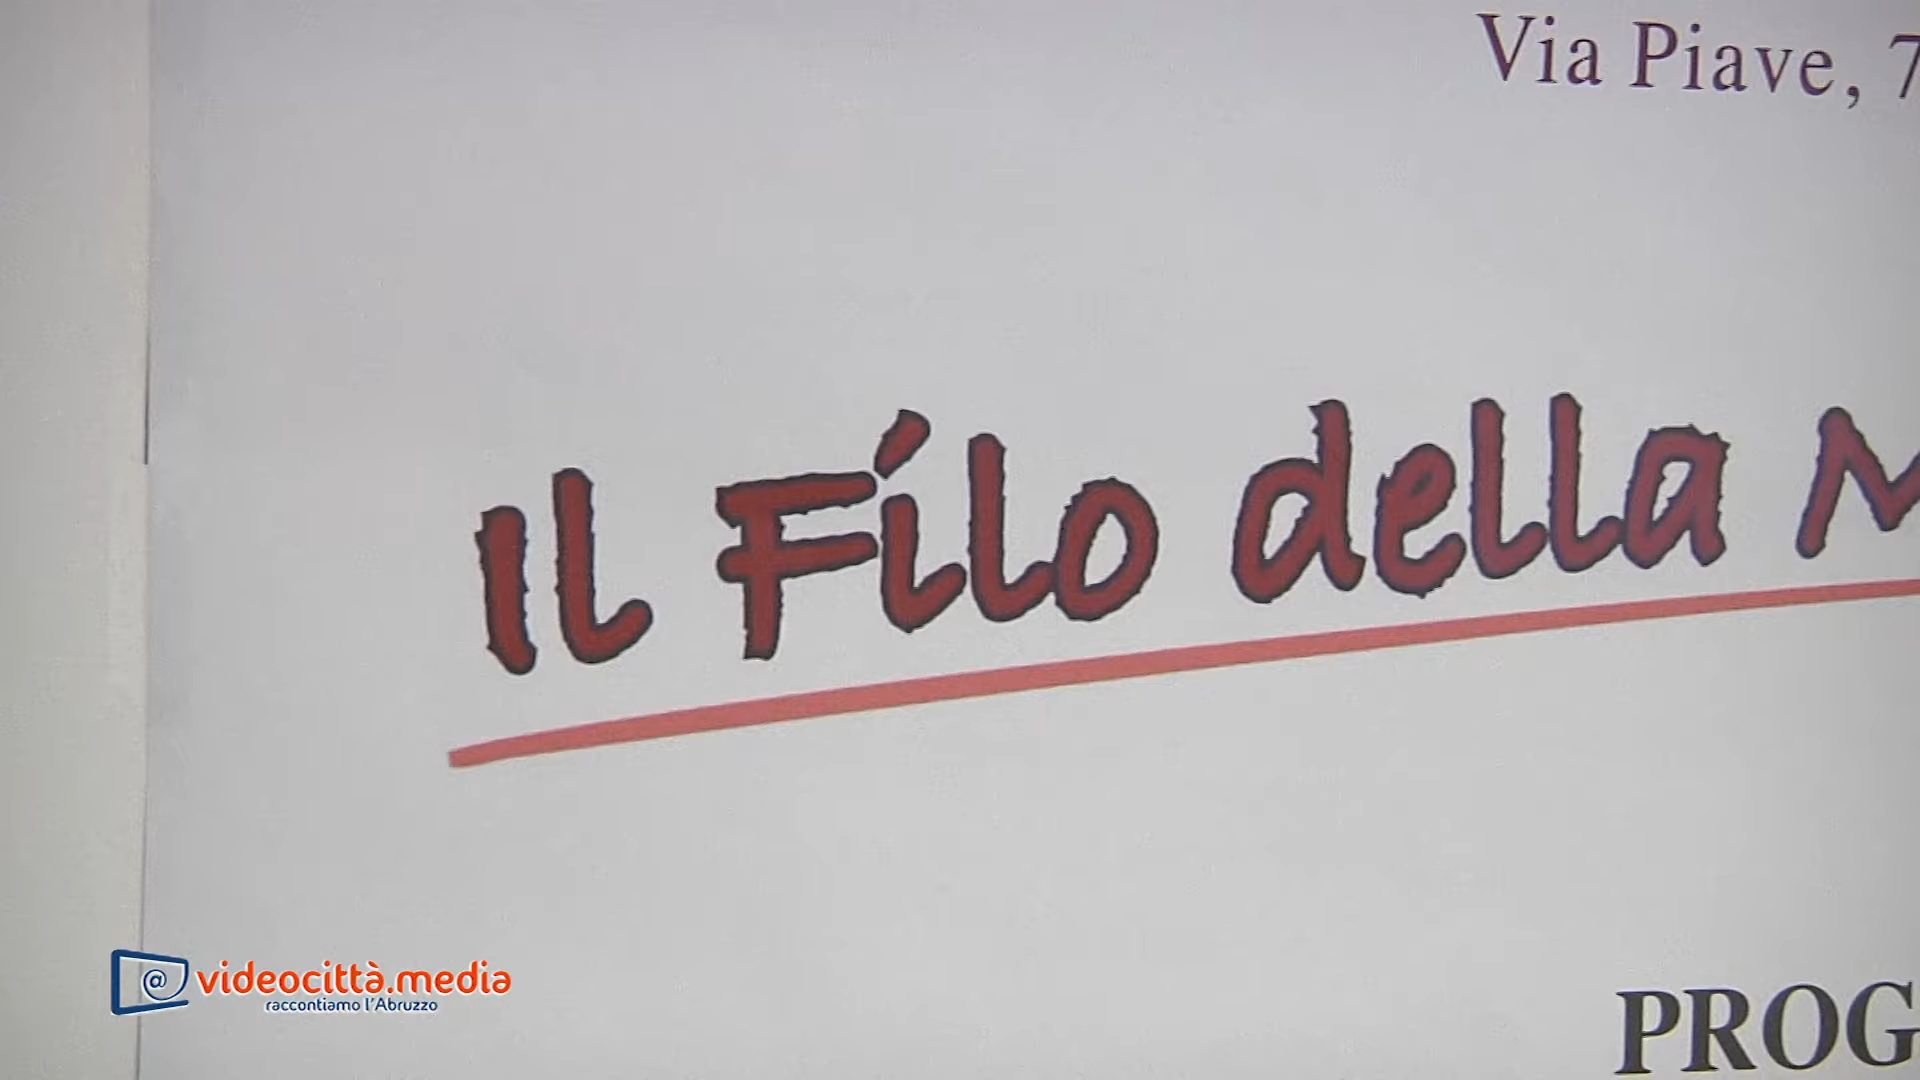 Via Piave, 7
Il Filo della M
videocittà.media
raccontiamo l'Abruzzo
PROG